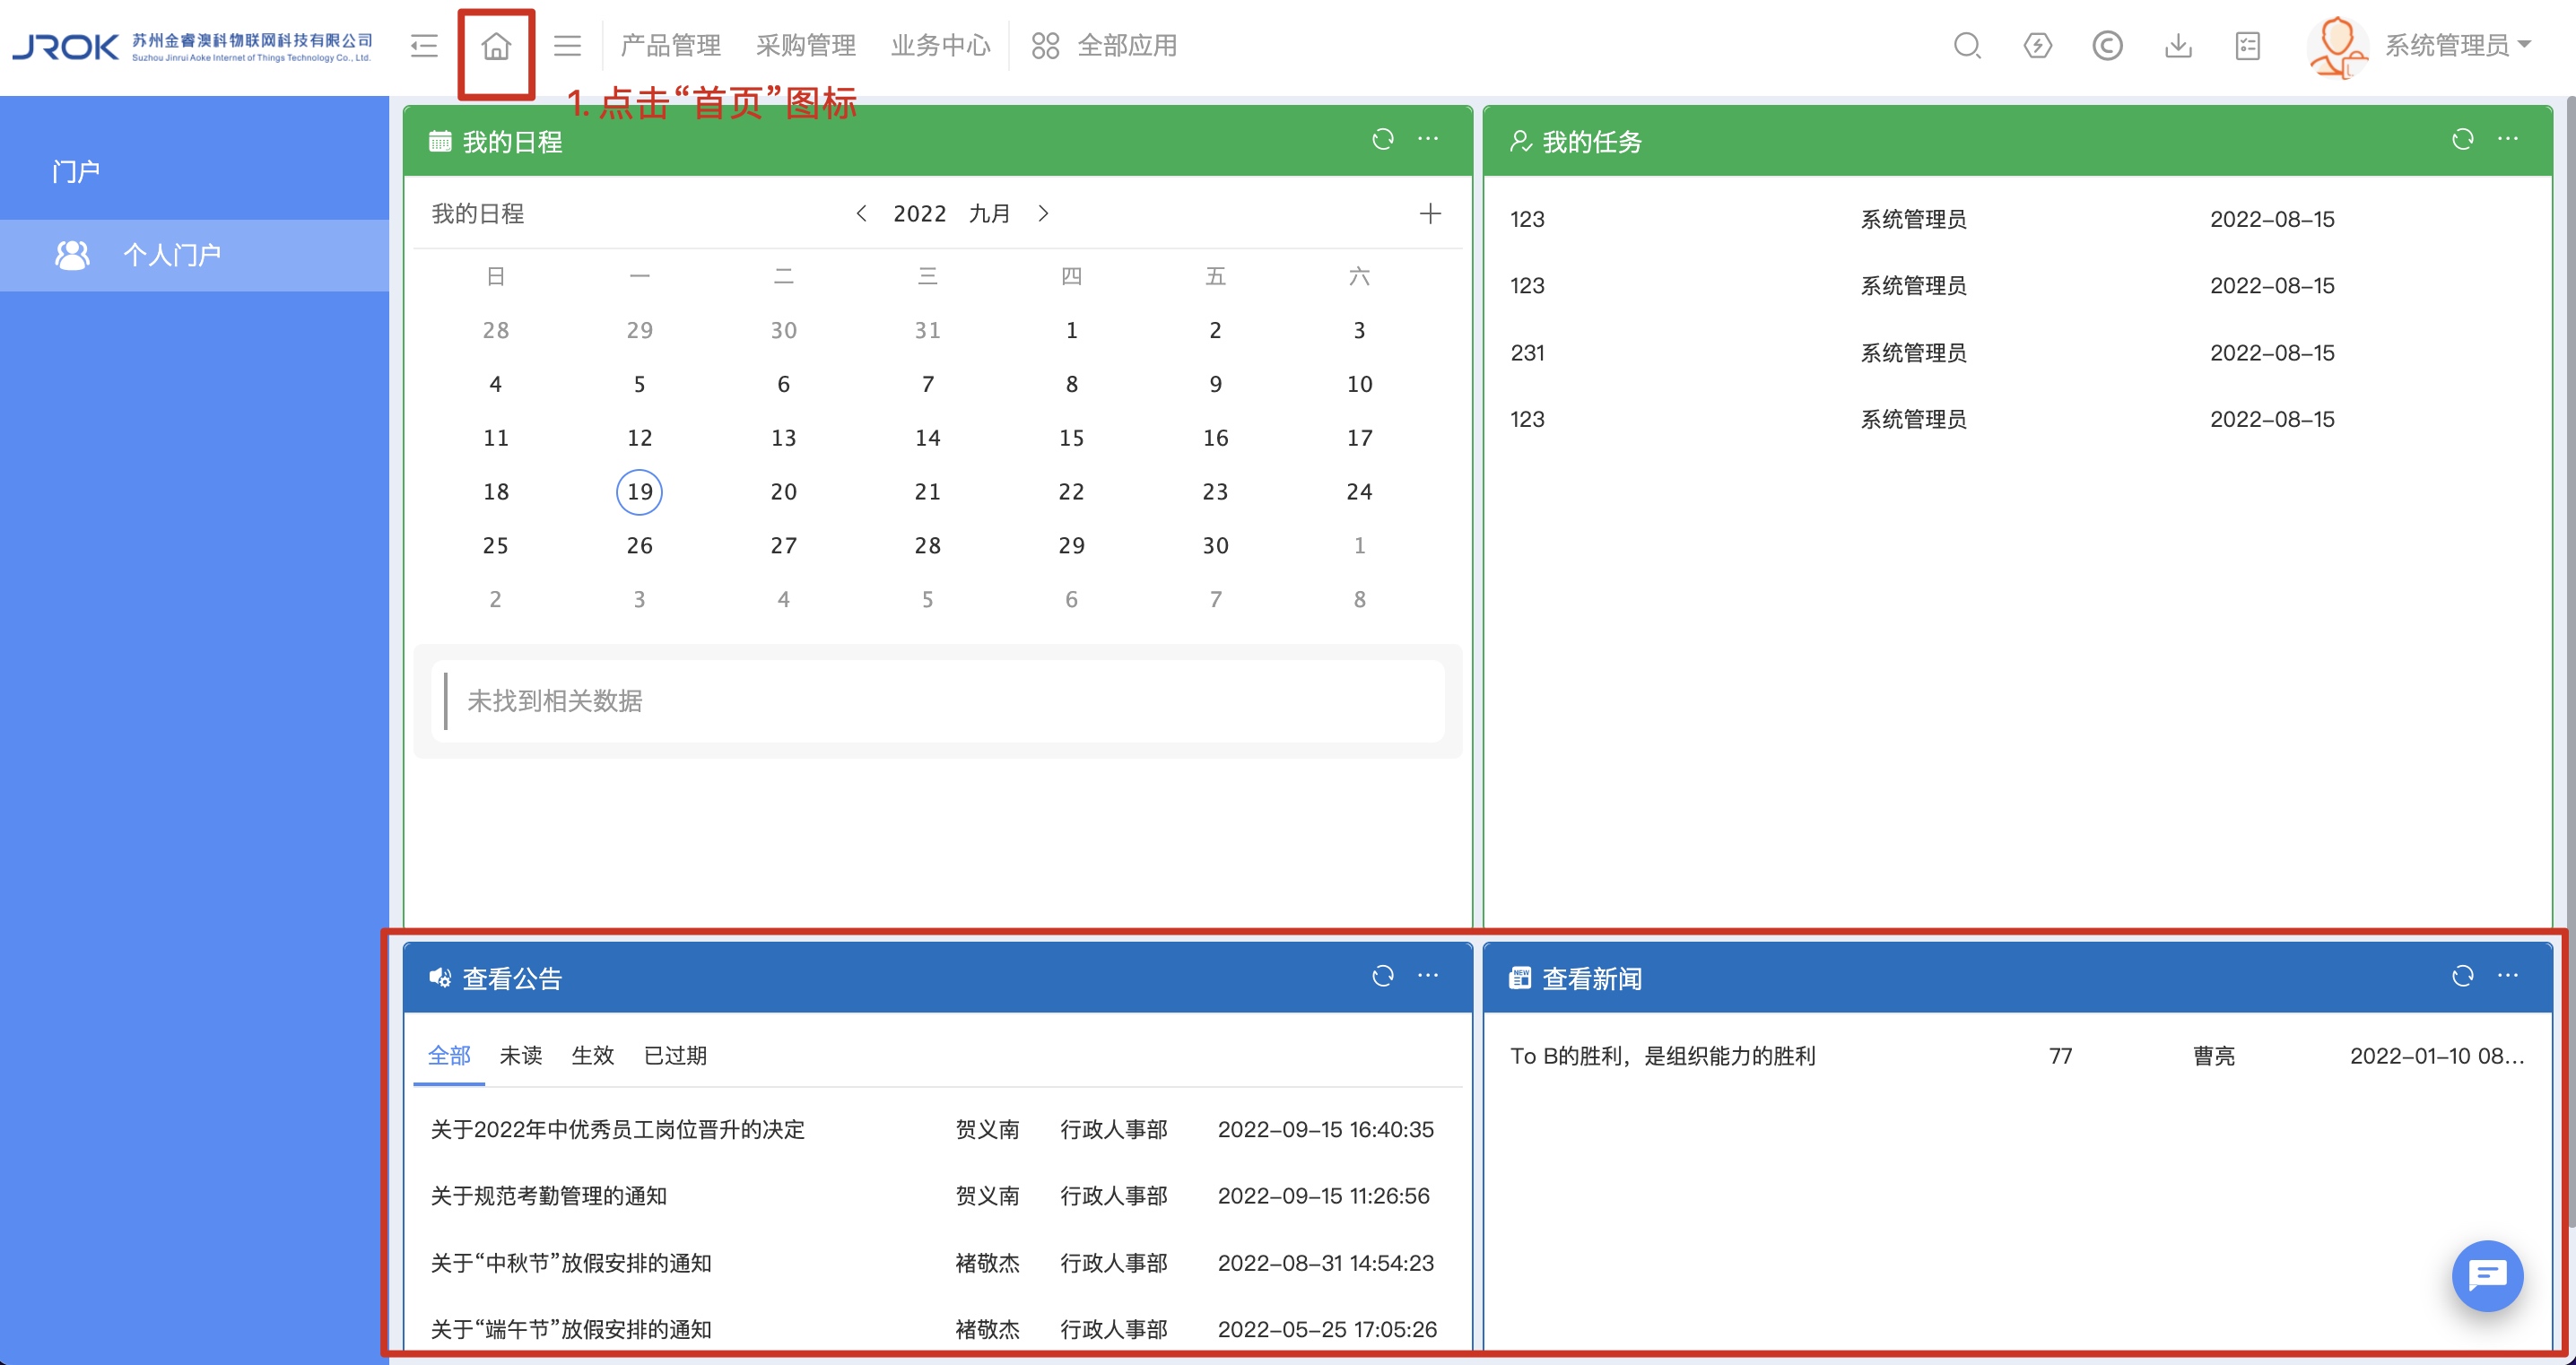 JROK 苏州金睿澳科物联网科技有限公司
Suzhou Jinrui Aoke Internet of Things Technology Co., Ltd.
产品管理 采购管理 业务中心 全部应用 系统管理员
1. 点击“首页”图标
门户
个人门户
我的日程
我的日程 2022 九月
日 一 二 三 四 五 六
28 29 30 31 1 2 3
4 5 6 7 8 9 10
11 12 13 14 15 16 17
18 19 20 21 22 23 24
25 26 27 28 29 30 1
2 3 4 5 6 7 8
未找到相关数据
我的任务
123 系统管理员 2022-08-15
123 系统管理员 2022-08-15
231 系统管理员 2022-08-15
123 系统管理员 2022-08-15
查看公告
全部 未读 生效 已过期
关于2022年中优秀员工岗位晋升的决定 贺义南 行政人事部 2022-09-15 16:40:35
关于规范考勤管理的通知 贺义南 行政人事部 2022-09-15 11:26:56
关于“中秋节”放假安排的通知 褚敬杰 行政人事部 2022-08-31 14:54:23
关于“端午节”放假安排的通知 褚敬杰 行政人事部 2022-05-25 17:05:26
NEW 查看新闻
To B的胜利，是组织能力的胜利 77 曹亮 2022-01-10 08...